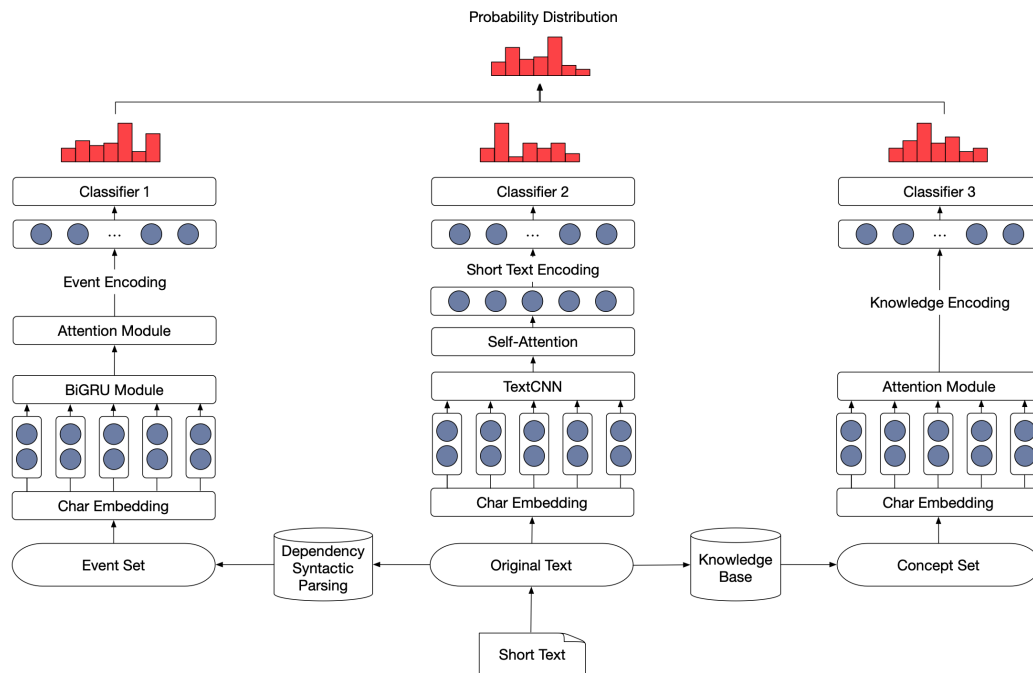 Probability Distribution
Classifier 1
Classifier 2
Classifier 3
...
...
...
Event Encoding
Short Text Encoding
Knowledge Encoding
Attention Module
Self-Attention
BiGRU Module
TextCNN
Attention Module
Char Embedding
Char Embedding
Char Embedding
Event Set
Dependency
Syntactic
Parsing
Original Text
Knowledge
Base
Concept Set
Short Text